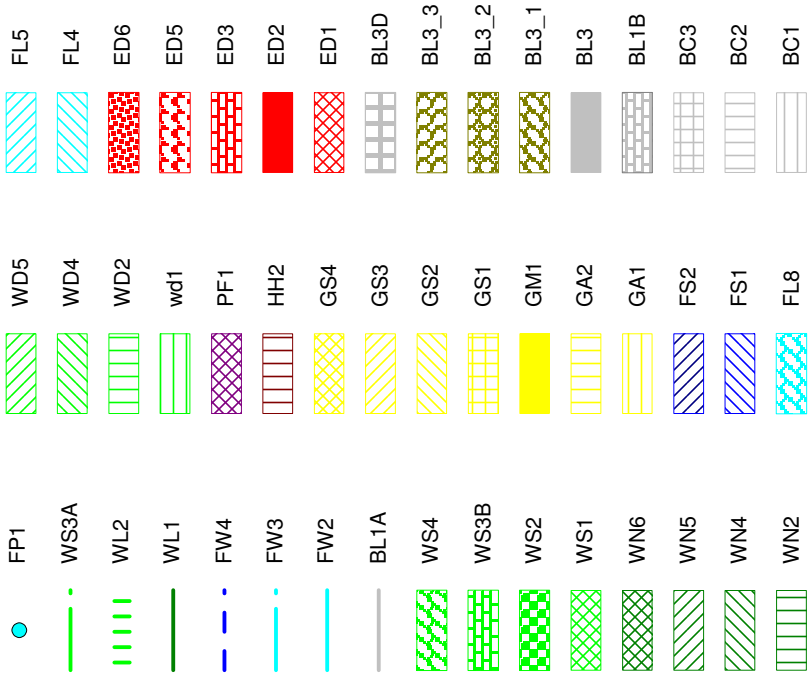 FL5
FL4
ED6
ED5
ED3
ED2
ED1
BL3D
BL3_3
BL3_2
BL3_1
BL3
BL1B
BC3
BC2
BC1
WD5
WD4
WD2
wd1
PF1
HH2
GS4
GS3
GS2
GS1
GM1
GA2
GA1
FS2
FS1
FL8
FP1
WS3A
WL2
WL1
FW4
FW3
FW2
BL1A
WS4
WS3B
WS2
WS1
WN6
WN5
WN4
WN2